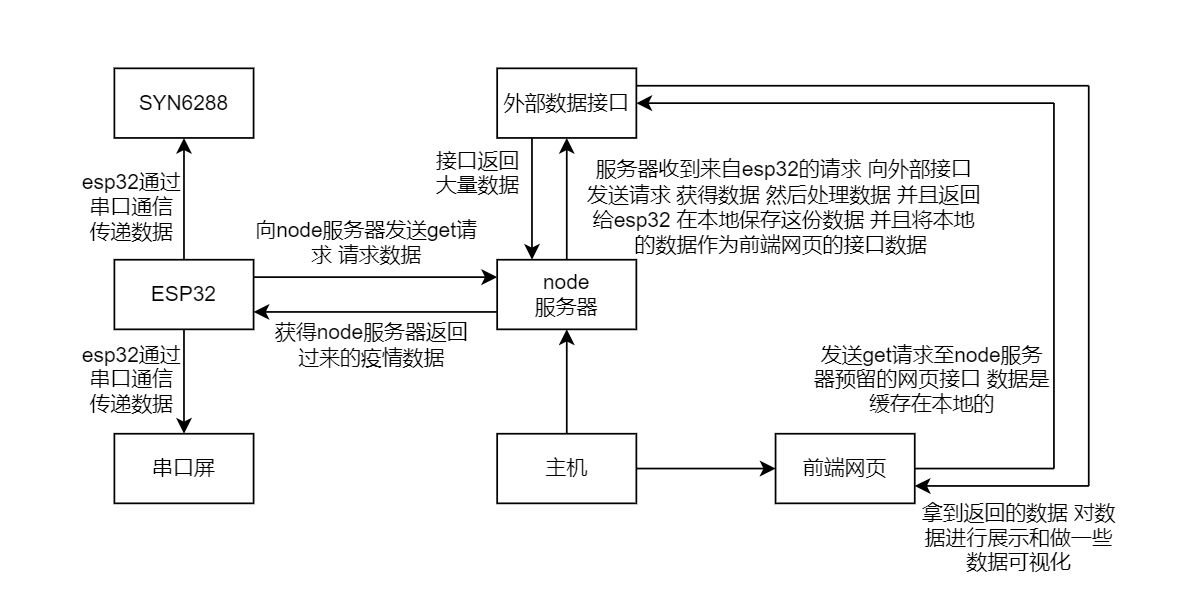 SYN6288
外部数据接口
esp32通过
串口通信
传递数据
接口返回
大量数据
服务器收到来自esp32的请求 向外部接口
发送请求 获得数据 然后处理数据 并且返回
给esp32 在本地保存这份数据 并且将本地
的数据作为前端网页的接口数据
向node服务器发送get请
求 请求数据
ESP32
node
服务器
获得node服务器返回
过来的疫情数据
esp32通过
串口通信
传递数据
发送get请求至node服务
器预留的网页接口 数据是
缓存在本地的
串口屏
主机
前端网页
拿到返回的数据 对数
据进行展示和做一些
数据可视化